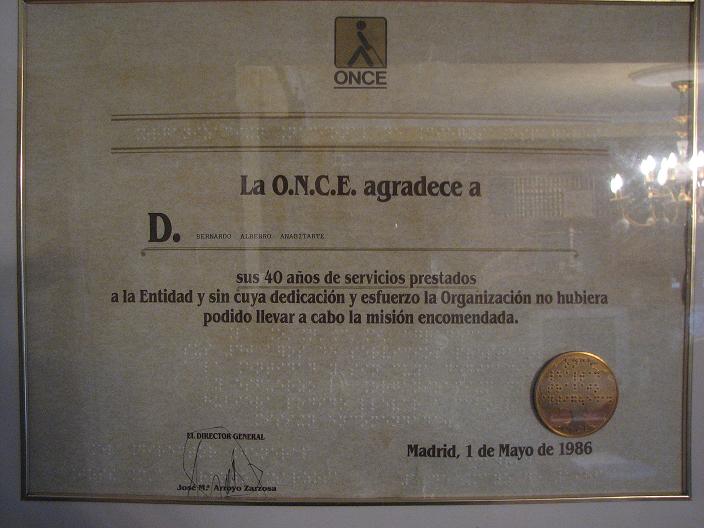 ONCE
La O.N.C.E. agradece a
D. BERNARDO ALBERRO ANABITARTE
sus 40 años de servicios prestados
a la Entidad y sin cuya dedicación y esfuerzo la Organización no hubiera
podido llevar a cabo la misión encomendada.
EL DIRECTOR GENERAL
José Mª Arroyo Zarzosa
Madrid, 1 de Mayo de 1986